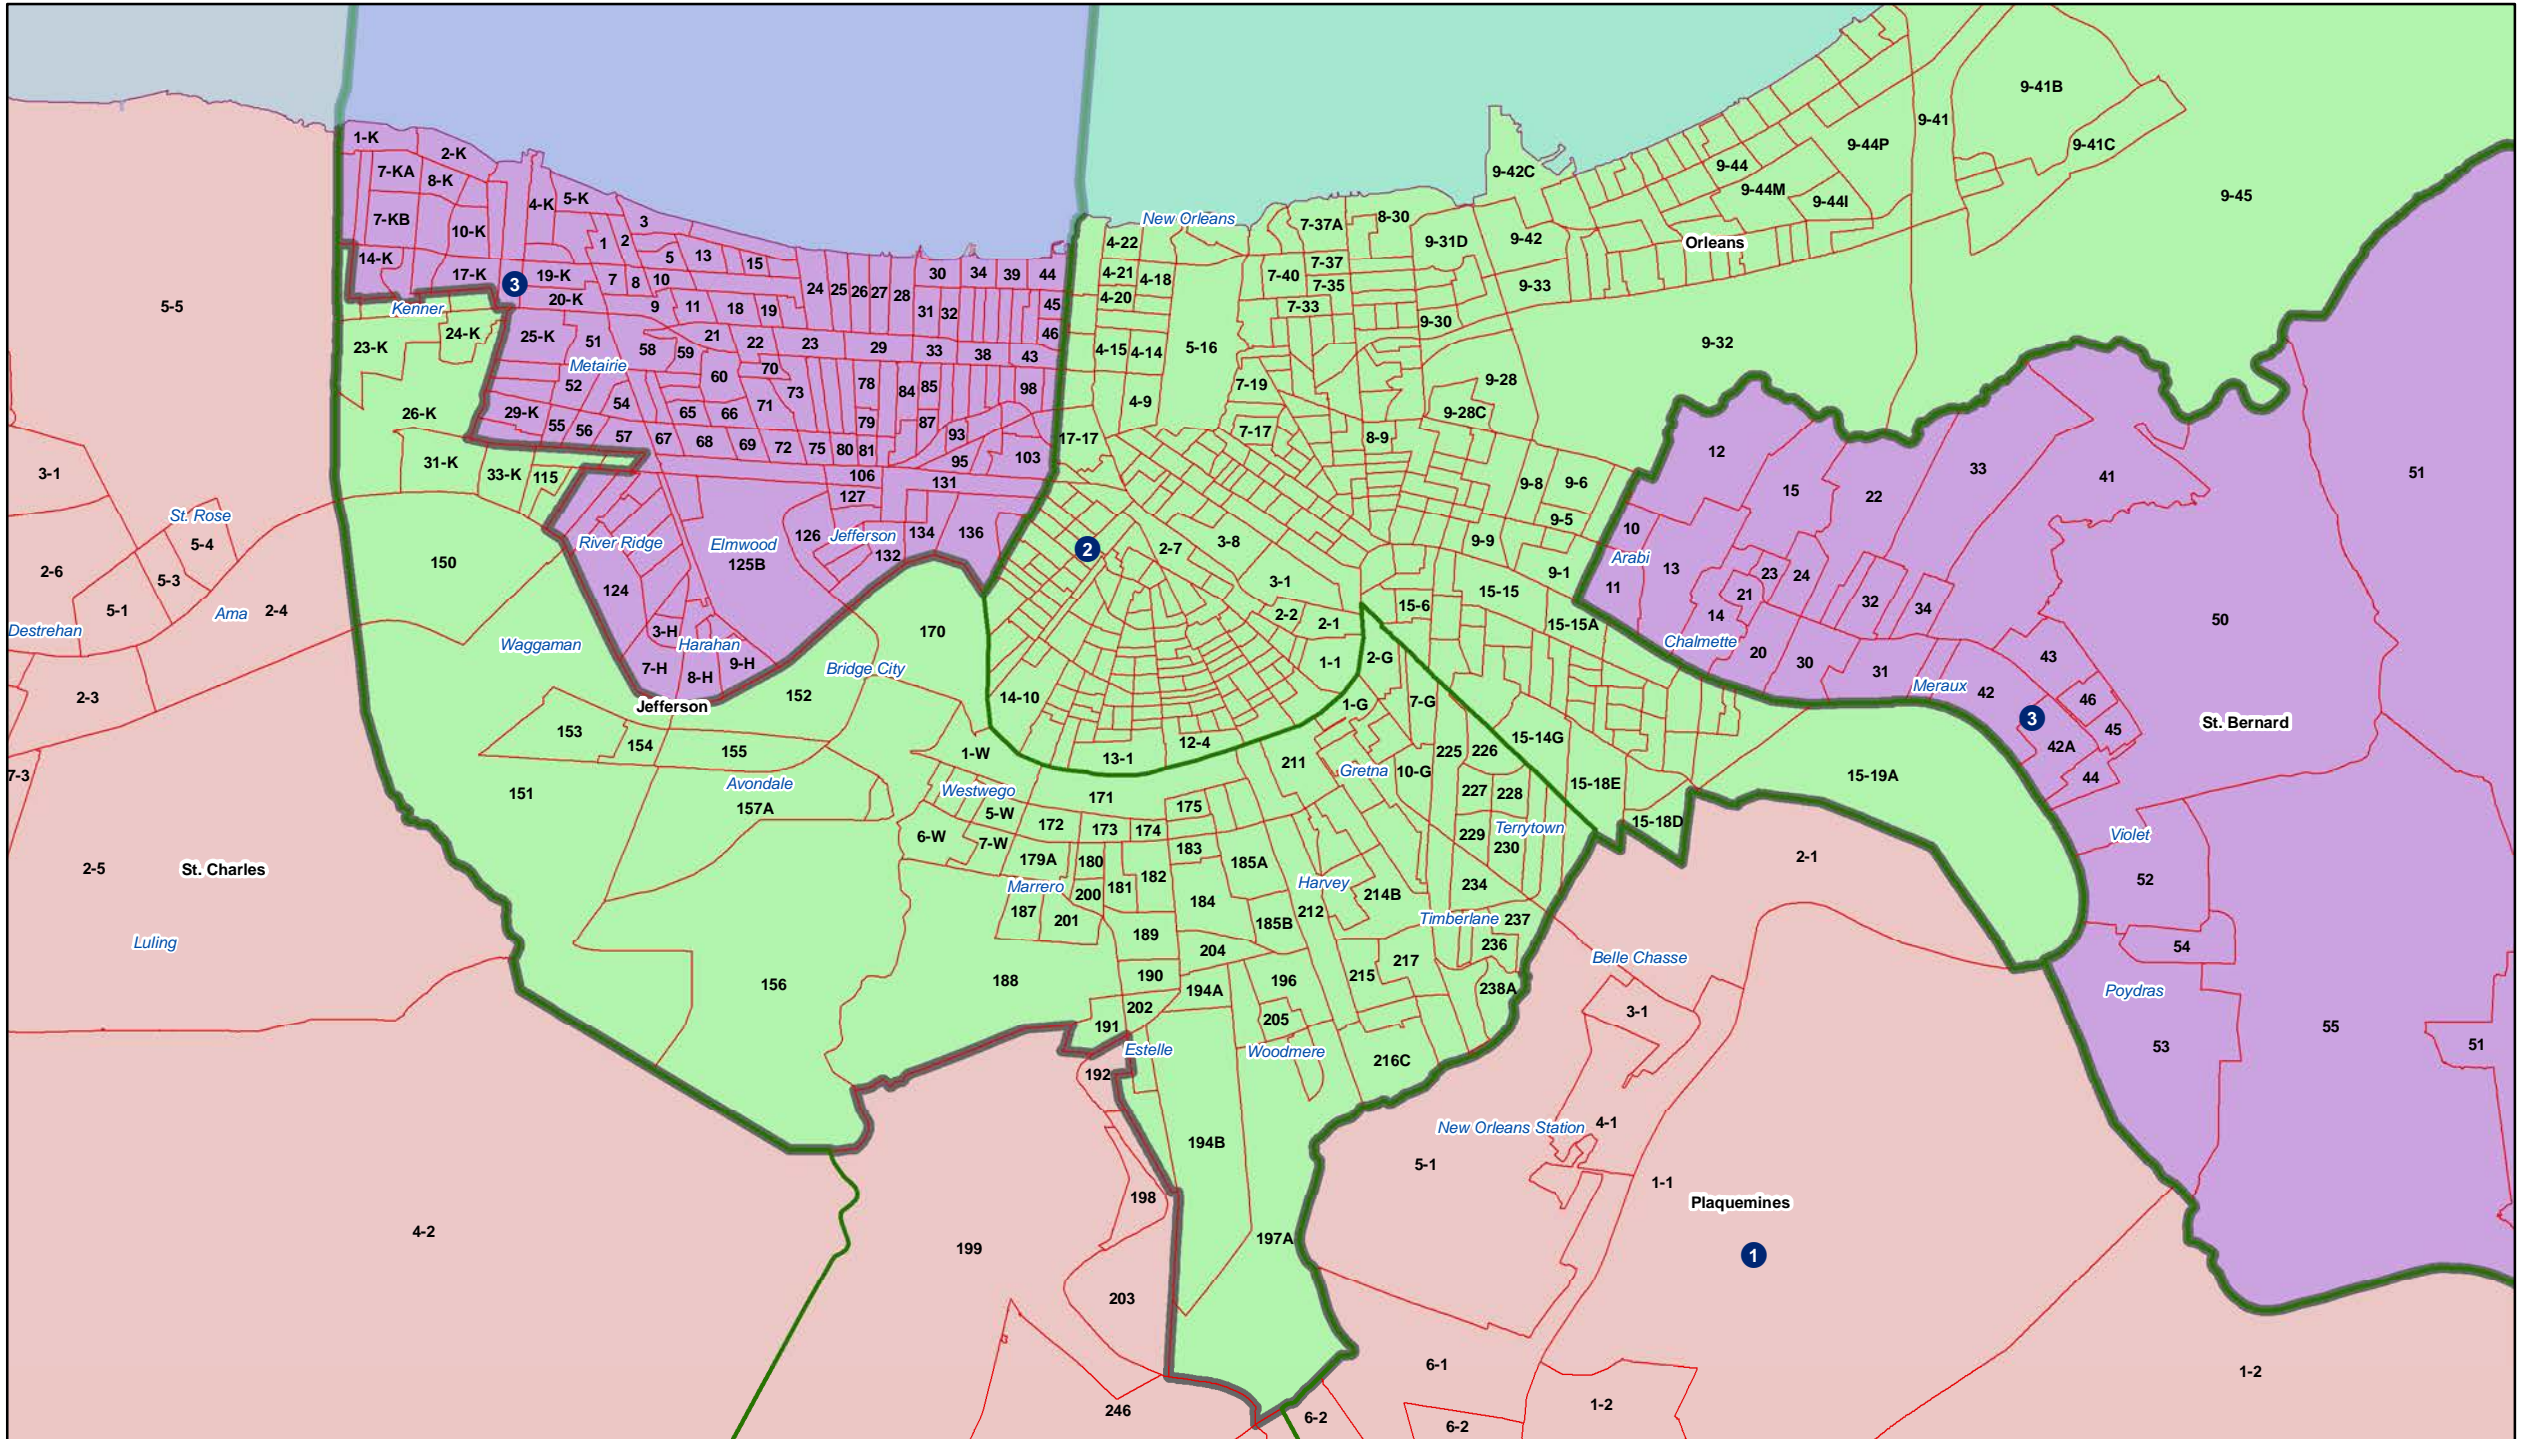 9-41B
9-41
9-41C
9-44P
9-44
9-44M
9-44I
9-42C
9-45
1-K
2-K
7-KA
8-K
4-K
5-K
7-KB
10-K
3
1
2
5
13
15
14-K
17-K
3
19-K
20-K
7
8
10
9
11
18
19
24
25
26
27
28
30
34
39
44
31
32
45
46
Kenner
New Orleans
4-22
4-21
4-18
4-20
4-15
4-14
5-16
4-9
7-37A
8-30
7-40
7-37
7-35
7-33
9-31D
9-42
9-33
9-30
Orleans
9-32
5-5
23-K
24-K
25-K
51
58
59
21
22
23
29
33
38
43
Metairie
52
60
70
73
78
84
85
98
26-K
29-K
54
65
66
71
79
87
55
56
57
67
68
69
72
75
80
81
93
95
103
17-17
7-19
7-17
8-9
9-28
9-28C
31-K
33-K
115
106
127
131
3-1
St. Rose
5-4
2-6
5-3
5-1
Ama
2-4
Destrehan
2-3
7-3
150
River Ridge
Elmwood
125B
126
Jefferson
132
134
136
124
3-H
Harahan
7-H
8-H
9-H
Waggaman
Bridge City
170
152
Jefferson
2
2-7
3-8
3-1
2-2
2-1
1-1
9-8
9-6
9-5
9-9
9-1
15-6
15-15
15-15A
12
15
22
33
41
51
10
Arabi
11
13
23
24
21
14
32
34
Chalmette
20
30
31
Meraux
42
43
46
45
3
42A
44
50
St. Bernard
14-10
13-1
12-4
2-G
1-G
7-G
211
Gretna
10-G
225
226
15-14G
15-18E
15-18D
15-19A
227
228
229
230
Terrytown
153
154
155
151
Avondale
157A
1-W
Westwego
5-W
6-W
7-W
171
172
173
174
175
179A
180
183
185A
181
182
Marrero
200
187
201
184
185B
212
Harvey
214B
234
Timberlane
237
236
189
204
188
190
194A
196
215
217
238A
202
205
191
Estelle
Woodmere
216C
192
156
2-5
St. Charles
Luling
4-2
199
198
203
246
194B
197A
2-1
Belle Chasse
3-1
New Orleans Station
4-1
5-1
1-1
Plaquemines
1
6-1
6-2
6-2
1-2
1-2
Violet
52
54
Poydras
53
55
51